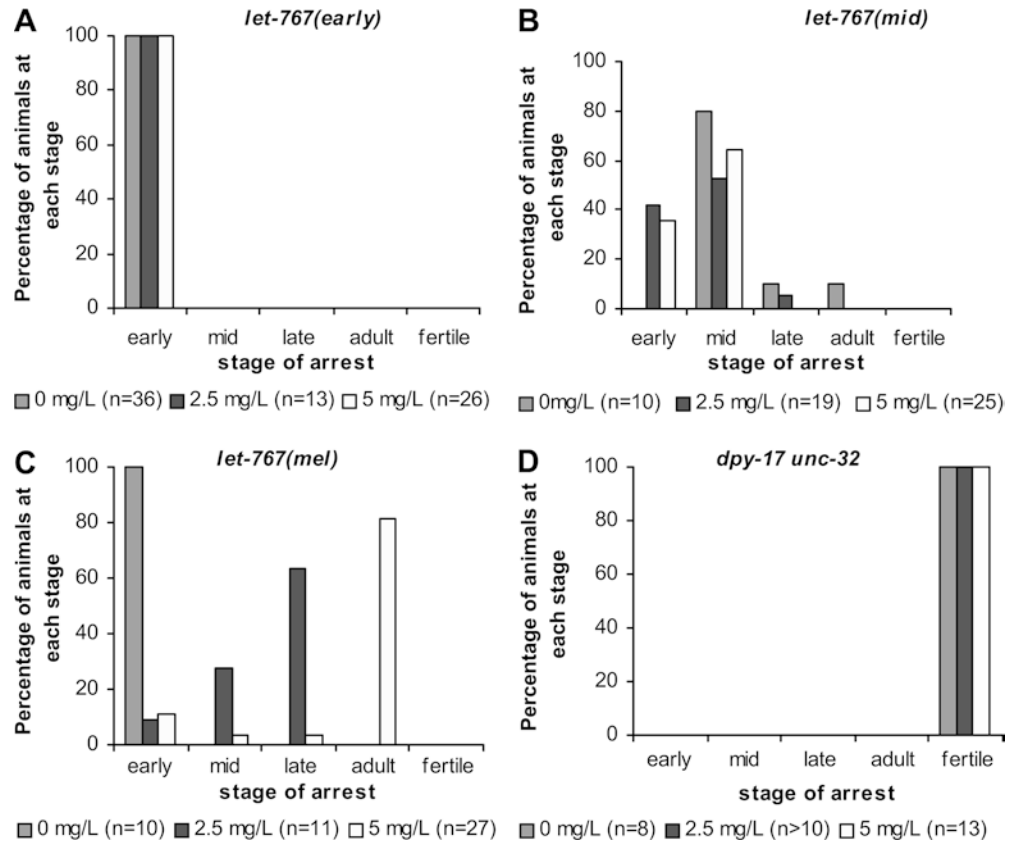 A
let-767(early)
Percentage of animals at
each stage
100
80
60
40
20
0
early mid late adult fertile
stage of arrest
0 mg/L (n=36) 2.5 mg/L (n=13) 5 mg/L (n=26)
B
let-767(mid)
Percentage of animals at
each stage
100
80
60
40
20
0
early mid late adult fertile
stage of arrest
0mg/L (n=10) 2.5 mg/L (n=19) 5 mg/L (n=25)
C
let-767(mel)
Percentage of animals at
each stage
100
80
60
40
20
0
early mid late adult fertile
stage of arrest
0 mg/L (n=10) 2.5 mg/L (n=11) 5 mg/L (n=27)
D
dpy-17 unc-32
Percentage of animals at
each stage
100
80
60
40
20
0
early mid late adult fertile
stage of arrest
0 mg/L (n=8) 2.5 mg/L (n>10) 5 mg/L (n=13)